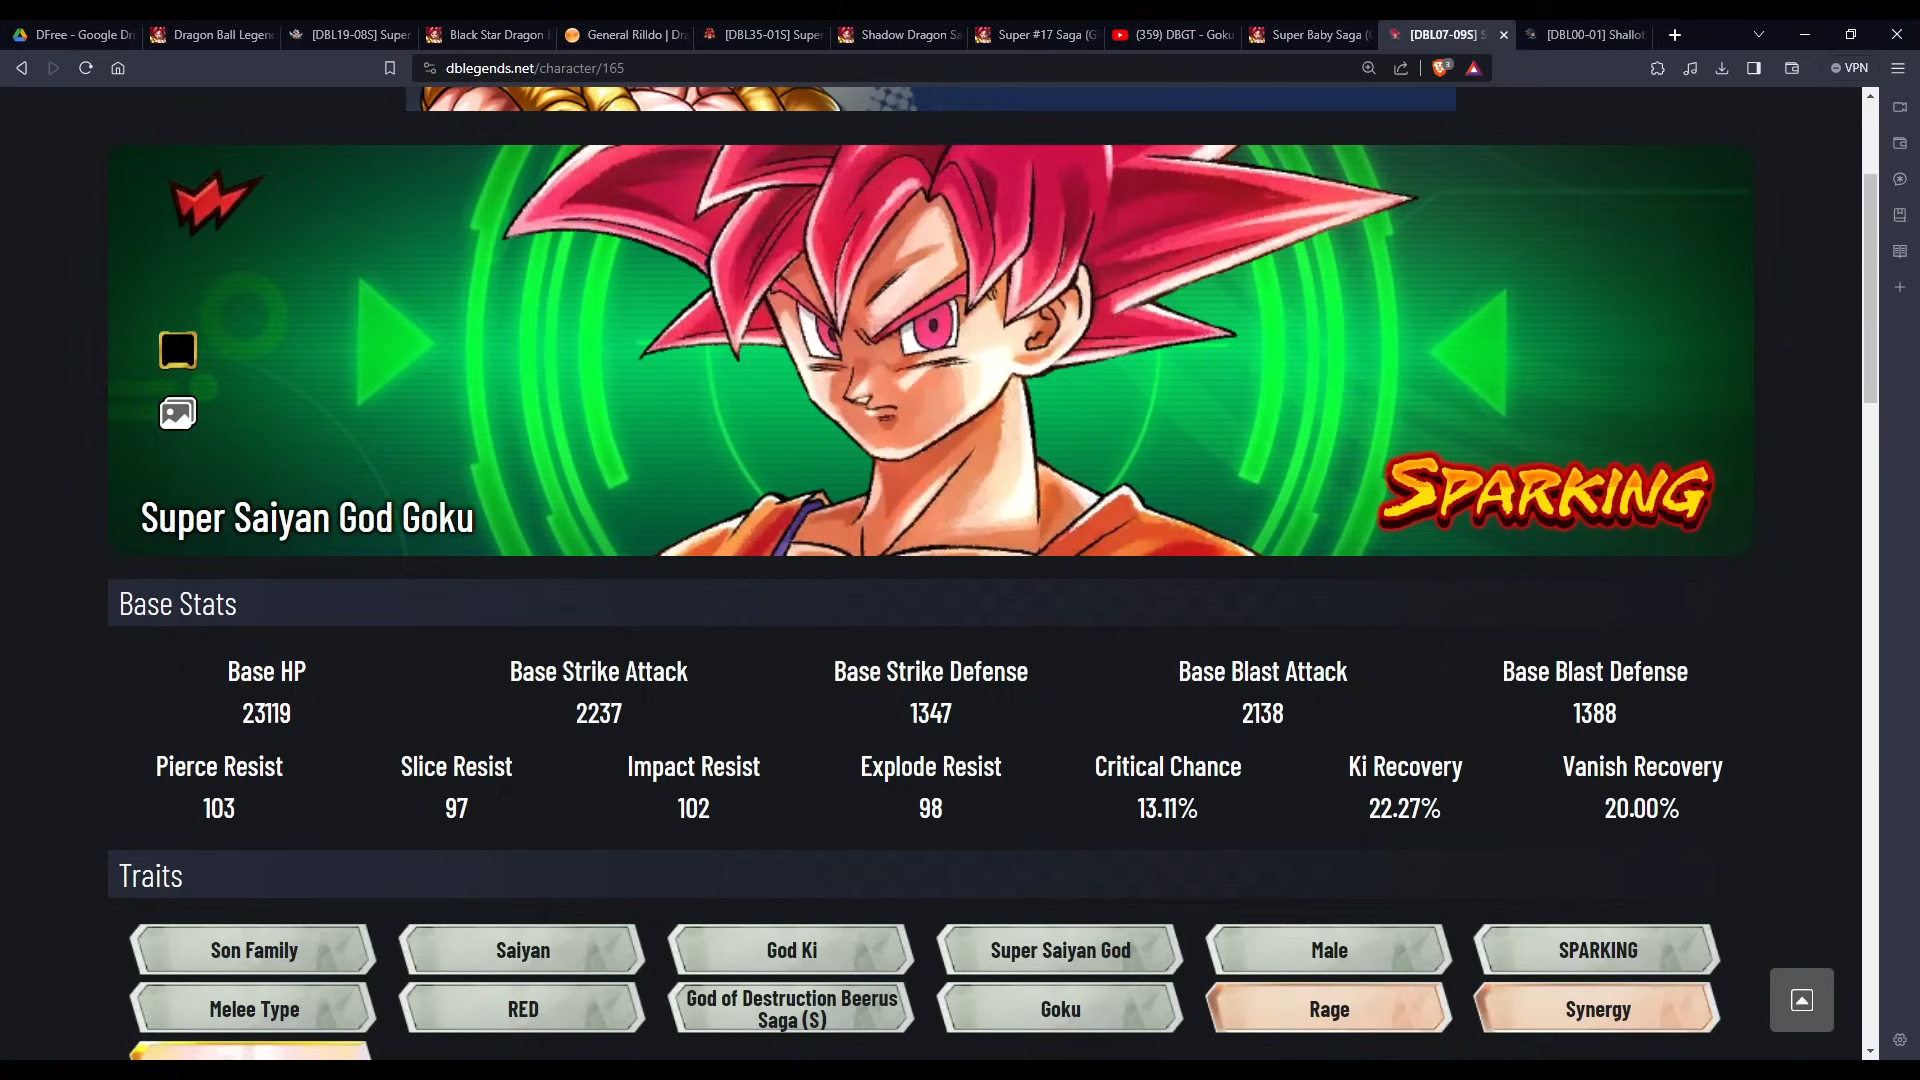 DFree - Google Dri
Dragon Ball Legen
[DBL19-08S] Super
Black Star Dragon
General Rilldo | Dra
[DBL35-01S] Super
Shadow Dragon Sa
Super #17 Saga (G
(359) DBGT - Goku
Super Baby Saga (
[DBL07-09S] S
[DBL00-01] Shallot
dblegends.net/character/165
3
VPN
Super Saiyan God Goku
SPARKING
Base Stats
Base HP
Base Strike Attack
Base Strike Defense
Base Blast Attack
Base Blast Defense
23119
2237
1347
2138
1388
Pierce Resist
Slice Resist
Impact Resist
Explode Resist
Critical Chance
Ki Recovery
Vanish Recovery
103
97
102
98
13.11%
22.27%
20.00%
Traits
Son Family
Saiyan
God Ki
Super Saiyan God
Male
SPARKING
Melee Type
RED
God of Destruction Beerus
Saga (S)
Goku
Rage
Synergy